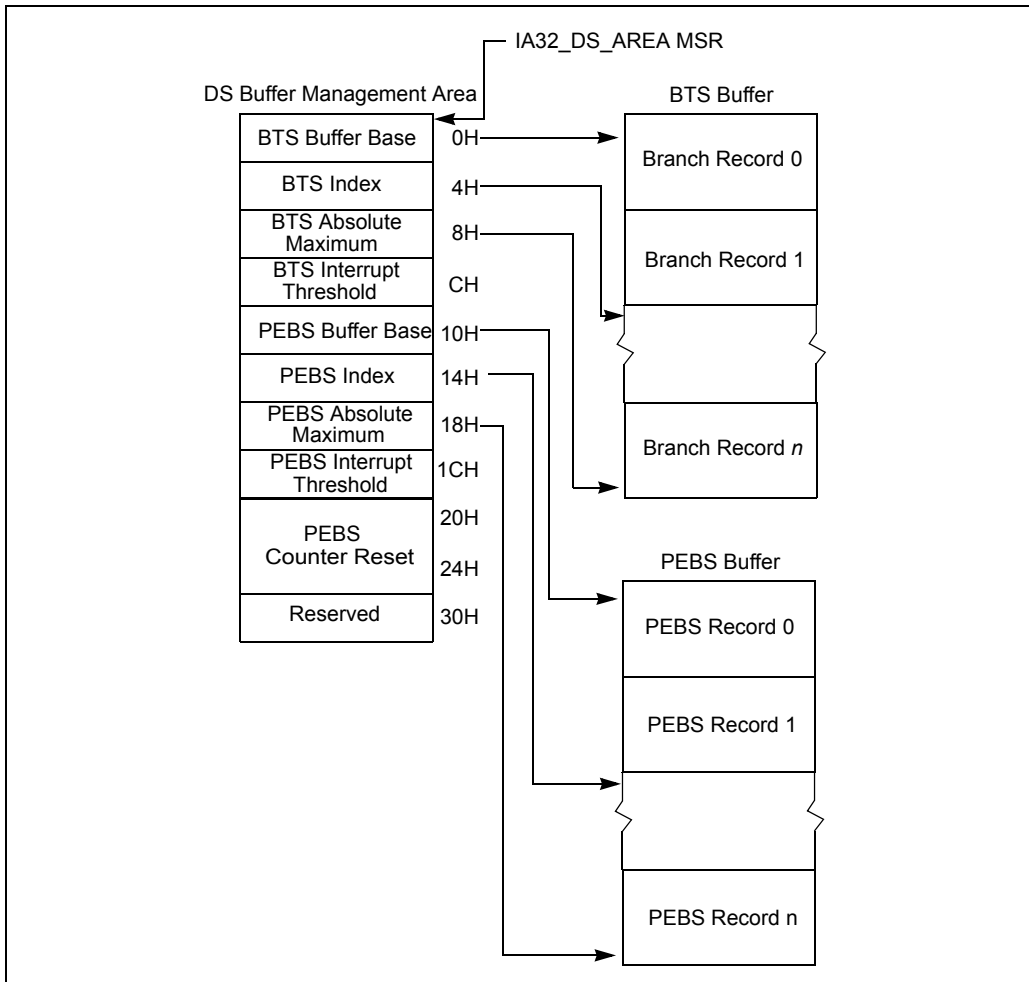 IA32_DS_AREA MSR
DS Buffer Management Area
BTS Buffer Base 0H
BTS Index 4H
BTS Absolute
Maximum 8H
BTS Interrupt
Threshold CH
PEBS Buffer Base 10H
PEBS Index 14H
PEBS Absolute
Maximum 18H
PEBS Interrupt
Threshold 1CH
PEBS
Counter Reset
20H
24H
Reserved 30H
BTS Buffer
Branch Record 0
Branch Record 1
Branch Record n
PEBS Buffer
PEBS Record 0
PEBS Record 1
PEBS Record n